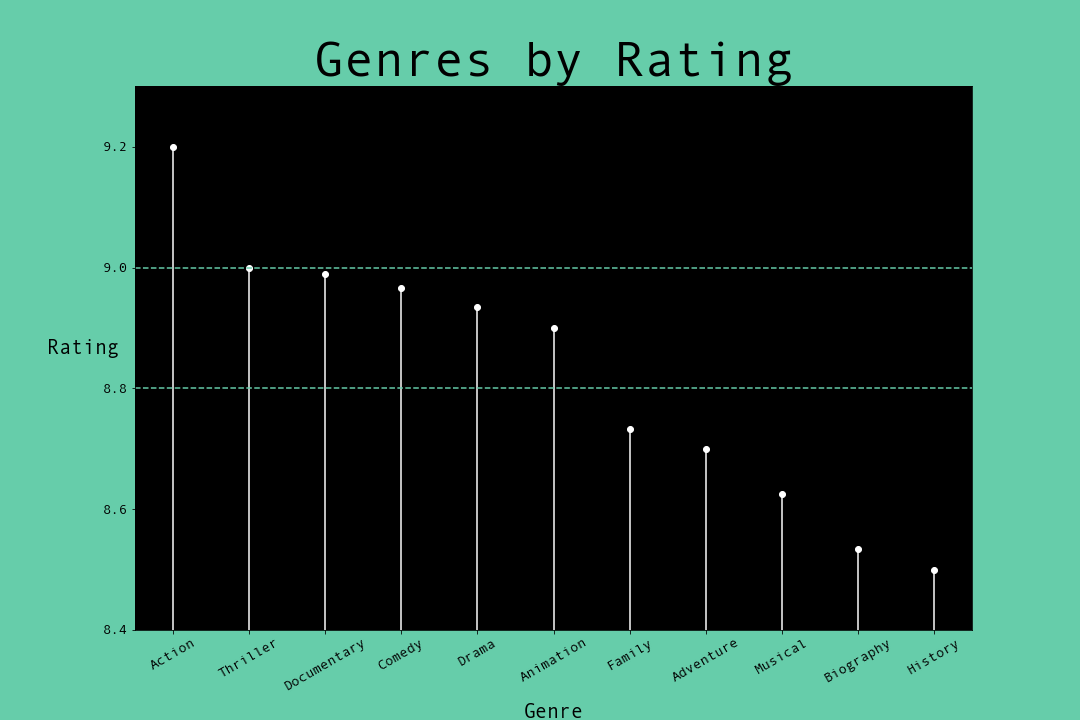 Genres by Rating
9.2
9.0
Rating
8.8
8.6
8.4
Action
Thriller
Documentary
Comedy
Drama
Animation
Family
Adventure
Musical
Biography
History
Genre